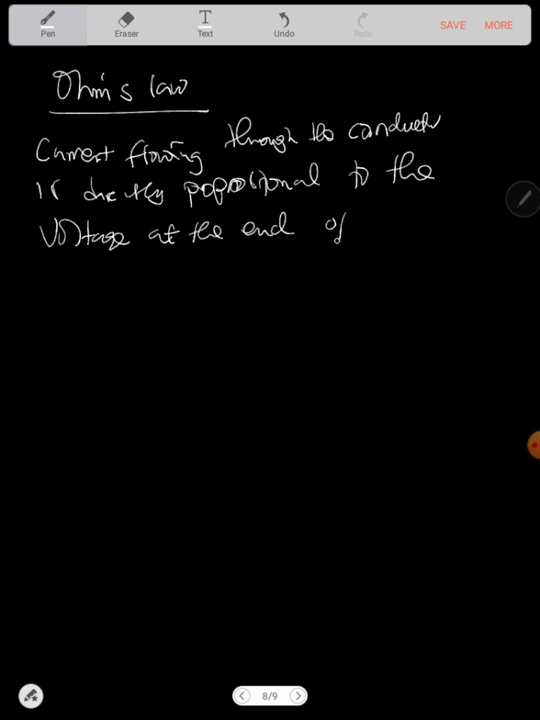 Pen Eraser Text Undo Redo SAVE MORE
Ohm's law
Current flowing through the conductor
is directly popotional to the
Voltage at the end of
8/9